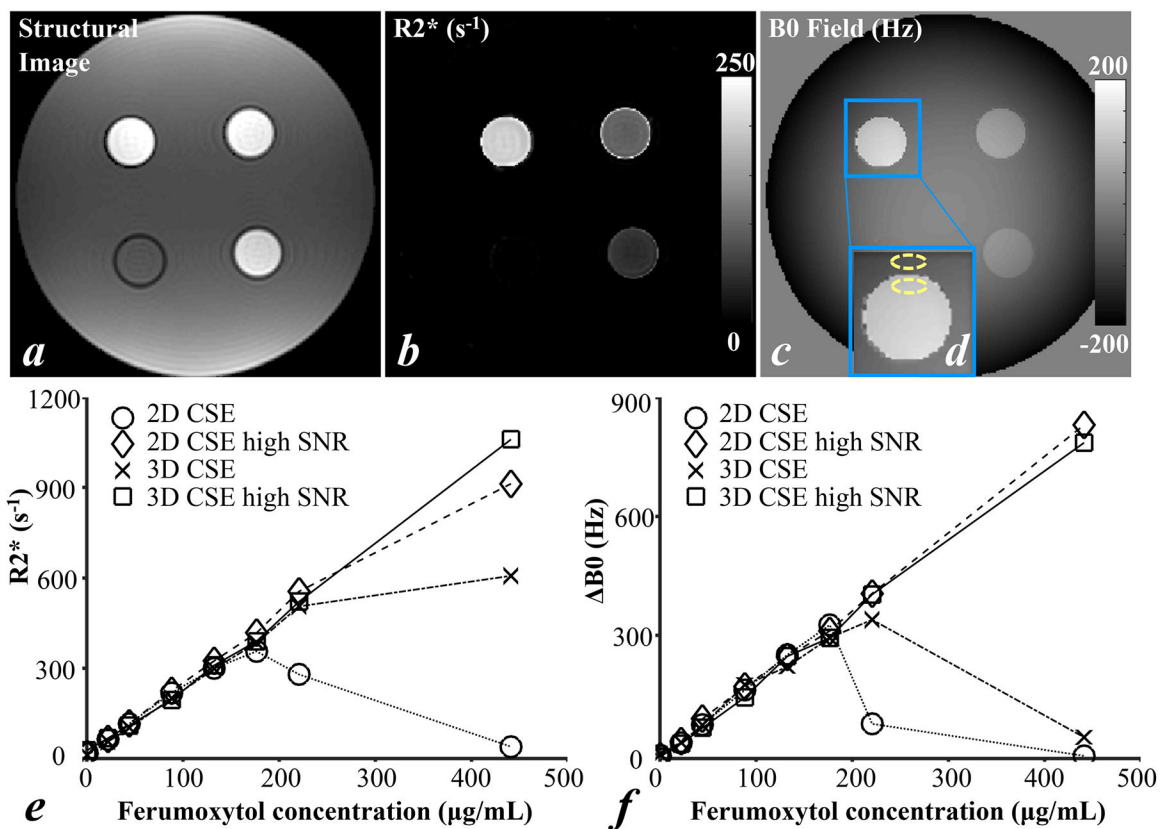 Structural
Image
a
R2* (s⁻¹)
250
0
b
B0 Field (Hz)
200
-200
c
d
1200
900
600
300
0
R2* (s⁻¹)
2D CSE
2D CSE high SNR
3D CSE
3D CSE high SNR
0 100 200 300 400 500
Ferumoxytol concentration (µg/mL)
e
900
600
300
0
ΔB0 (Hz)
2D CSE
2D CSE high SNR
3D CSE
3D CSE high SNR
0 100 200 300 400 500
Ferumoxytol concentration (µg/mL)
f